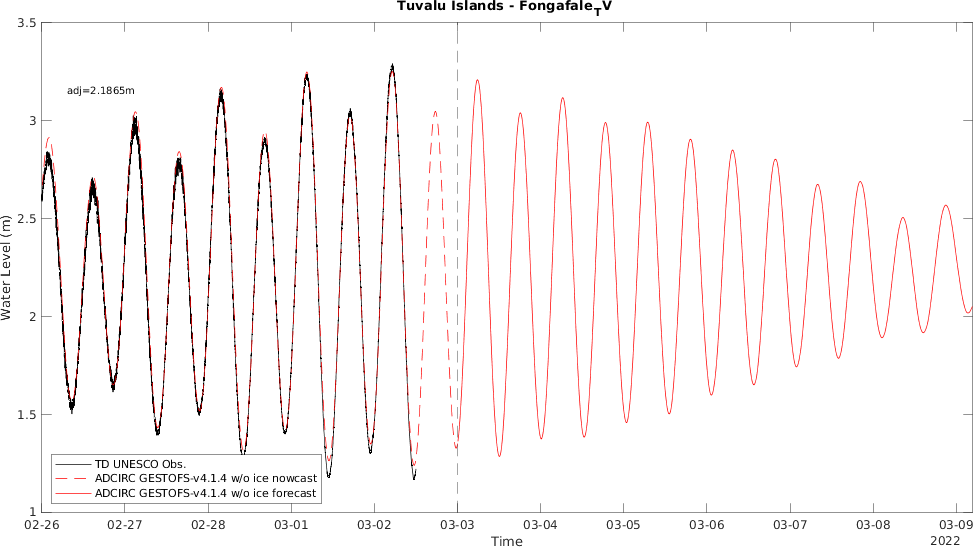 Tuvalu Islands - Fongafale_TV
3.5
3
2.5
2
1.5
1
Water Level (m)
adj=2.1865m
TD UNESCO Obs.
ADCIRC GESTOFS-v4.1.4 w/o ice nowcast
ADCIRC GESTOFS-v4.1.4 w/o ice forecast
02-26 02-27 02-28 03-01 03-02 03-03 03-04 03-05 03-06 03-07 03-08 03-09
Time
2022